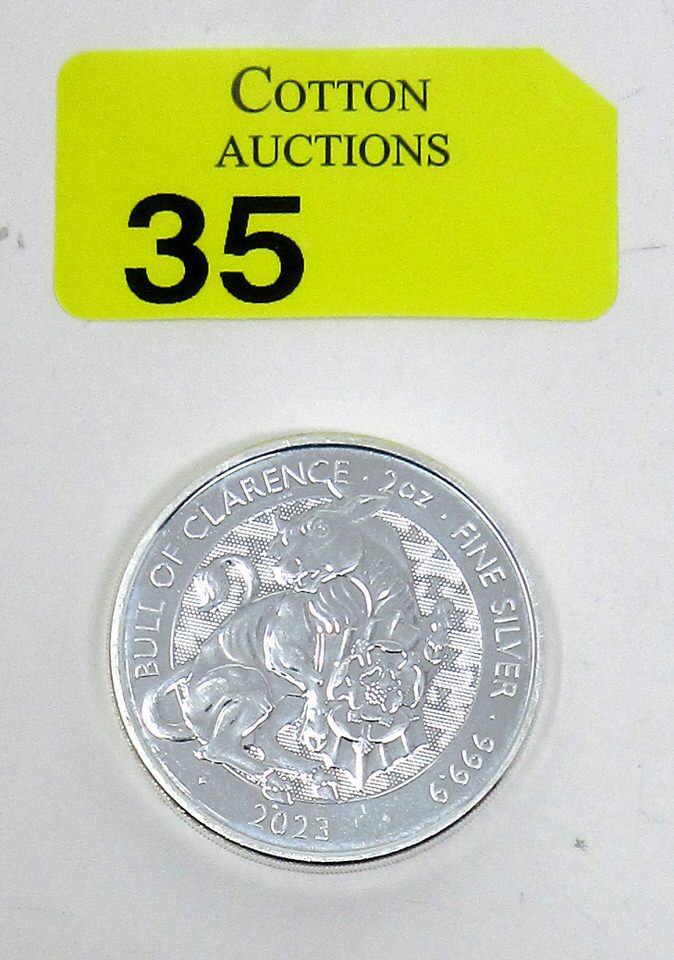 COTTON
AUCTIONS
35
BULL OF CLARENCE · 2oz · FINE SILVER · 999.9
2023